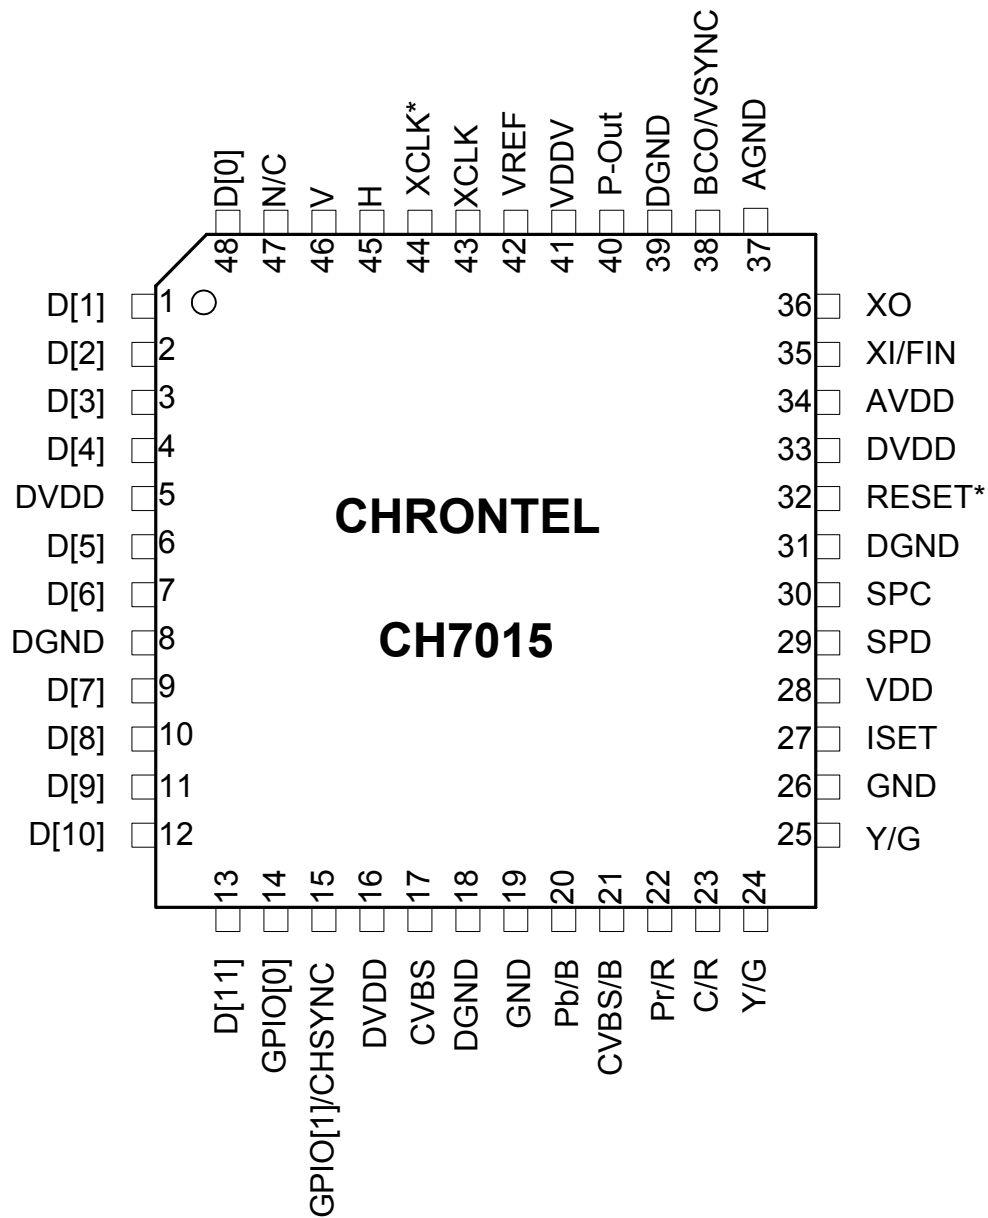 D[0]
N/C
V
H
XCLK*
XCLK
VREF
VDDV
P-Out
DGND
BCO/VSYNC
AGND
48
47
46
45
44
43
42
41
40
39
38
37
D[1] 1
D[2] 2
D[3] 3
D[4] 4
DVDD 5
D[5] 6
D[6] 7
DGND 8
D[7] 9
D[8] 10
D[9] 11
D[10] 12
CHRONTEL
CH7015
36 XO
35 XI/FIN
34 AVDD
33 DVDD
32 RESET*
31 DGND
30 SPC
29 SPD
28 VDD
27 ISET
26 GND
25 Y/G
13
14
15
16
17
18
19
20
21
22
23
24
D[11]
GPIO[0]
GPIO[1]/CHSYNC
DVDD
CVBS
DGND
GND
Pb/B
CVBS/B
Pr/R
C/R
Y/G